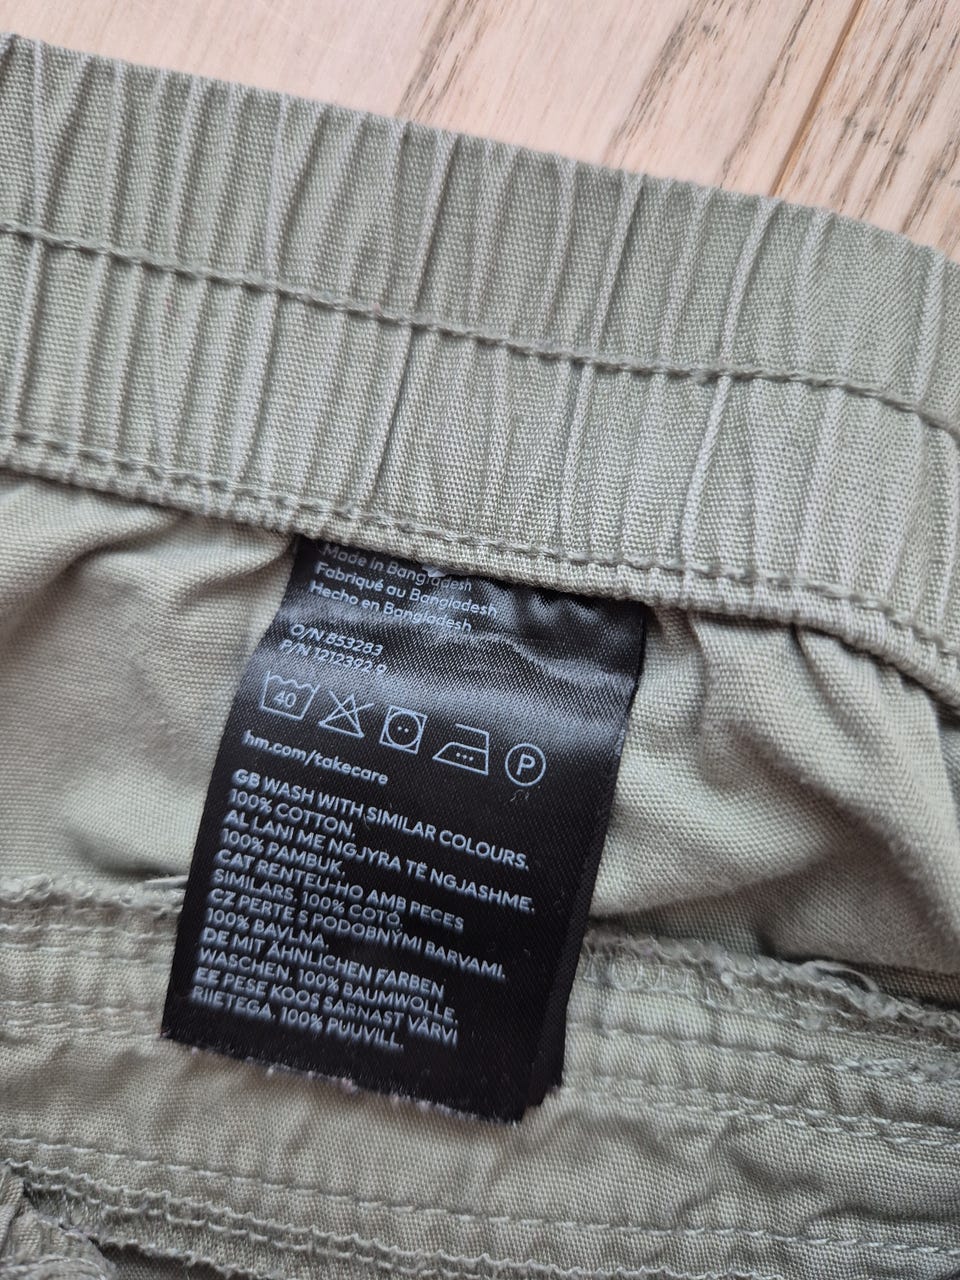 Made in Bangladesh
Fabriqué au Bangladesh
Hecho en Bangladesh
O/N 853283
P/N 1212392.9
40
P
hm.com/takecare
GB WASH WITH SIMILAR COLOURS.
100% COTTON.
AL LANI ME NGJYRA TË NGJASHME.
100% PAMBUK.
CAT RENTEU-HO AMB PECES
SIMILARS. 100% COTÓ.
CZ PERTE S PODOBNÝMI BARVAMI.
100% BAVLNA.
DE MIT ÄHNLICHEN FARBEN
WASCHEN. 100% BAUMWOLLE.
EE PESE KOOS SARNAST VÄRVI
RIIETEGA. 100% PUUVILL.